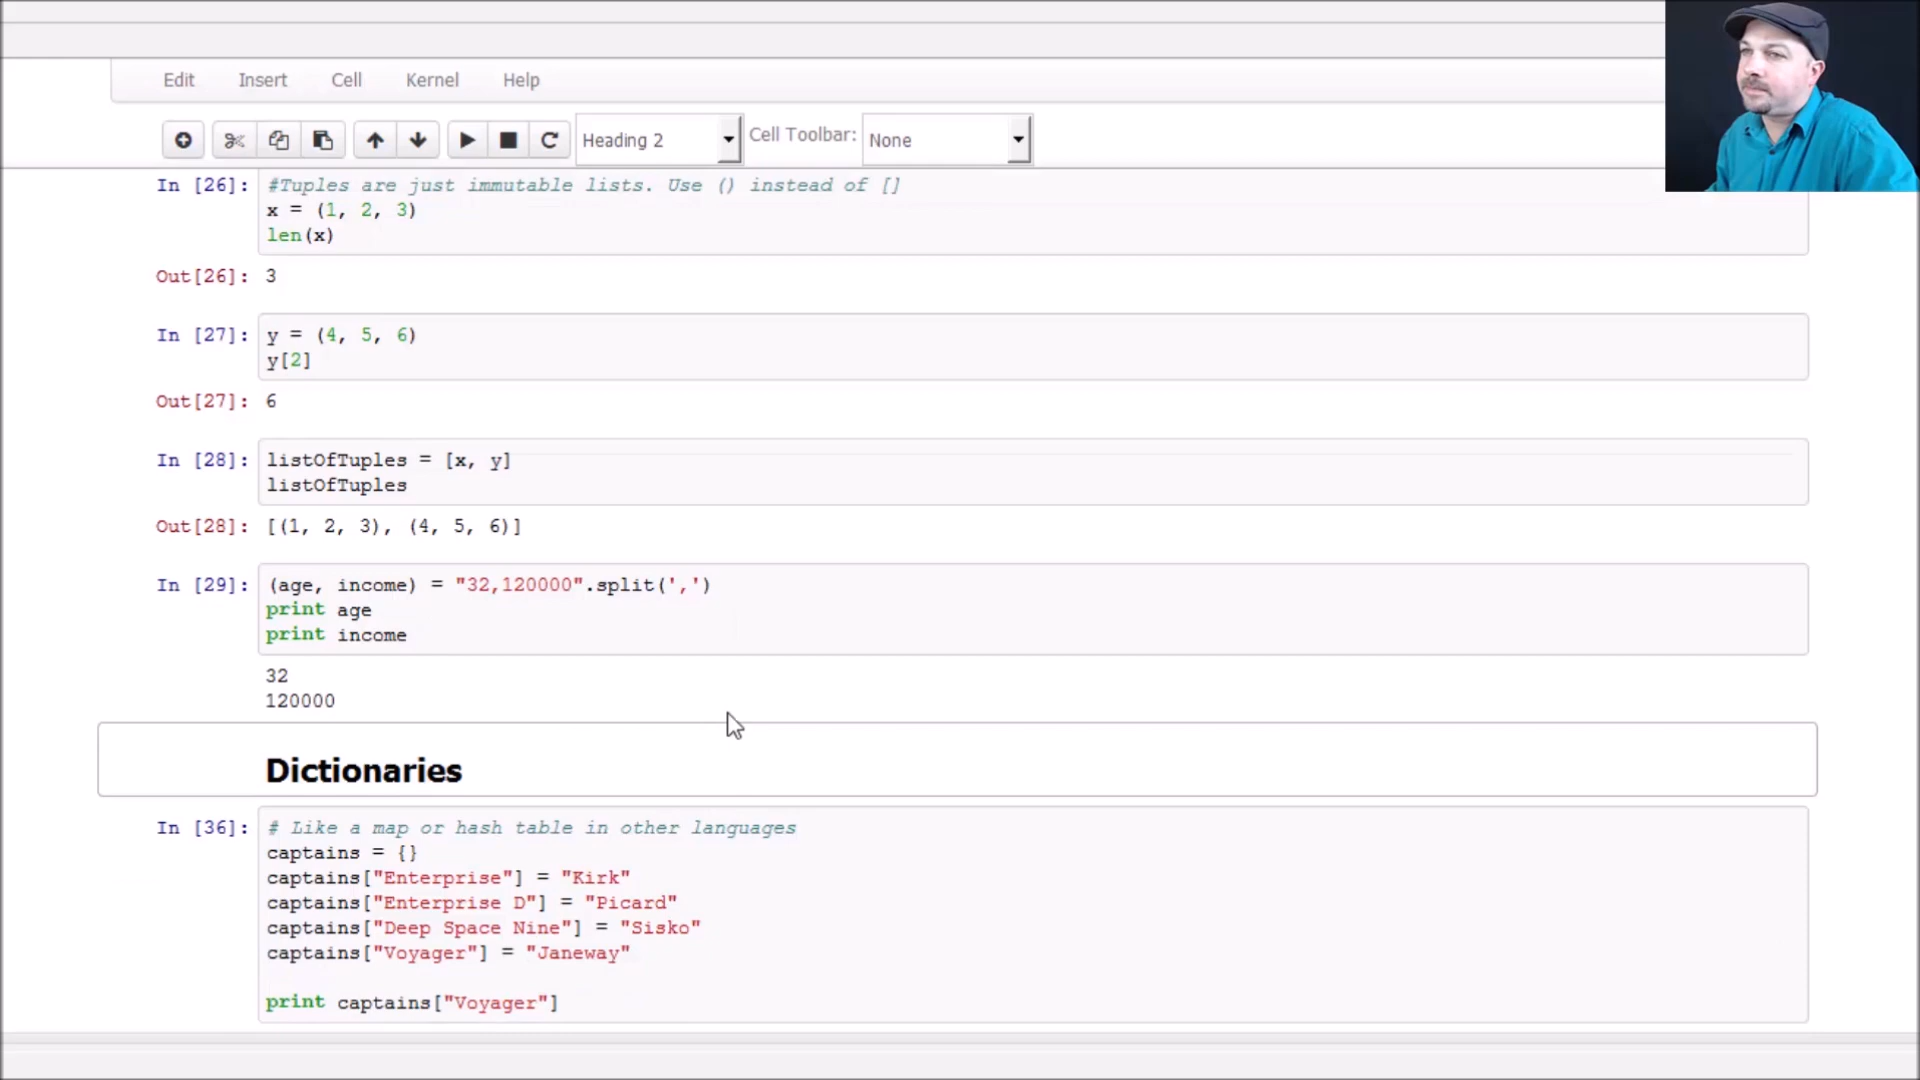 Edit Insert Cell Kernel Help
Heading 2 Cell Toolbar: None
In [26]: #Tuples are just immutable lists. Use () instead of []
x = (1, 2, 3)
len(x)
Out[26]: 3
In [27]: y = (4, 5, 6)
y[2]
Out[27]: 6
In [28]: listOfTuples = [x, y]
listOfTuples
Out[28]: [(1, 2, 3), (4, 5, 6)]
In [29]: (age, income) = "32,120000".split(',')
print age
print income
32
120000
Dictionaries
In [36]: # Like a map or hash table in other languages
captains = {}
captains["Enterprise"] = "Kirk"
captains["Enterprise D"] = "Picard"
captains["Deep Space Nine"] = "Sisko"
captains["Voyager"] = "Janeway"
print captains["Voyager"]